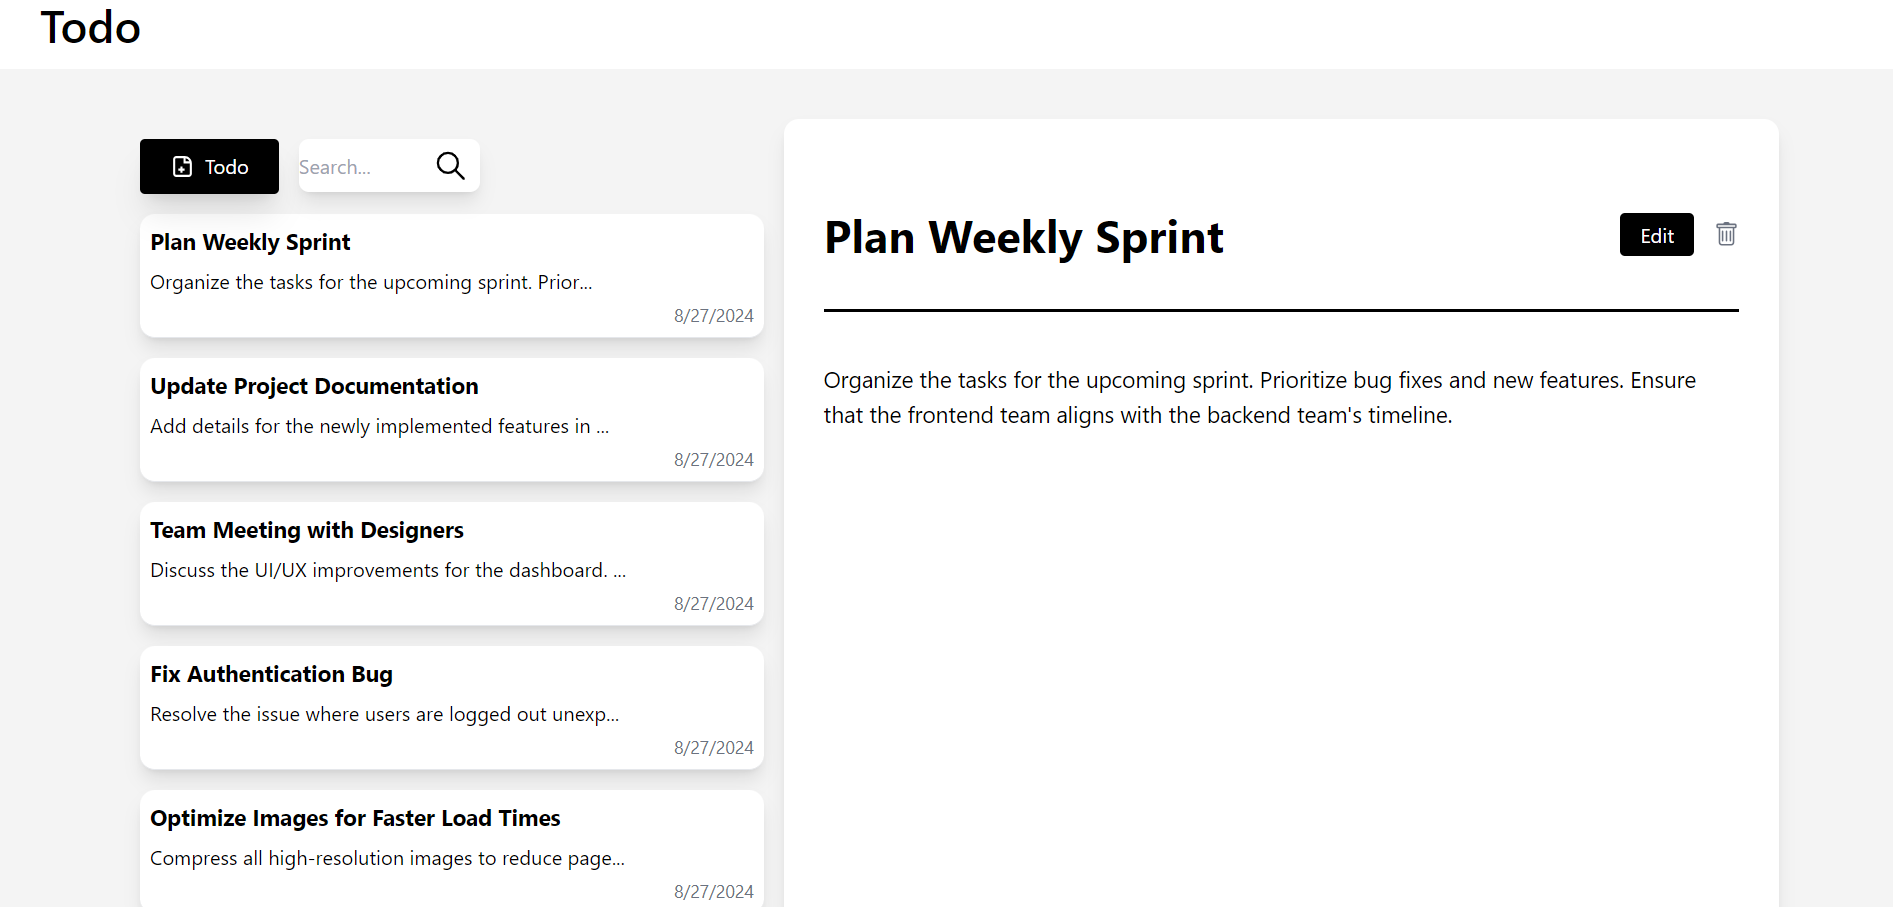 Todo
Todo
Search...
Plan Weekly Sprint
Organize the tasks for the upcoming sprint. Prior...
8/27/2024
Update Project Documentation
Add details for the newly implemented features in ...
8/27/2024
Team Meeting with Designers
Discuss the UI/UX improvements for the dashboard. ...
8/27/2024
Fix Authentication Bug
Resolve the issue where users are logged out unexp...
8/27/2024
Optimize Images for Faster Load Times
Compress all high-resolution images to reduce page...
8/27/2024
Plan Weekly Sprint
Edit
Organize the tasks for the upcoming sprint. Prioritize bug fixes and new features. Ensure
that the frontend team aligns with the backend team's timeline.